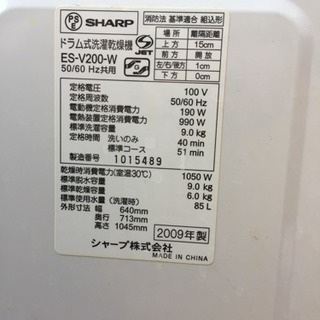 PSE
SHARP
ドラム式洗濯乾燥機
ES-V200-W
50/60 Hz共用
JET
消防法 基準適合 組込形
場所 離隔距離
上方 15cm
前方 開放
左右/後方 1cm
下方 0cm
定格電圧 100 V
定格周波数 50/60 Hz
電動機定格消費電力 190 W
電熱装置定格消費電力 990 W
定格容量 9.0 kg
定格時間 洗いのみ 40 min
標準コース 51 min
製造番号 1015489
乾燥時消費電力(室温30℃) 1050 W
標準脱水容量 9.0 kg
標準乾燥容量 6.0 kg
標準使用水量(洗濯時) 85 L
外形寸法 幅 640mm
奥行 713mm
高さ 1045mm
2009年製
シャープ株式会社
MADE IN CHINA